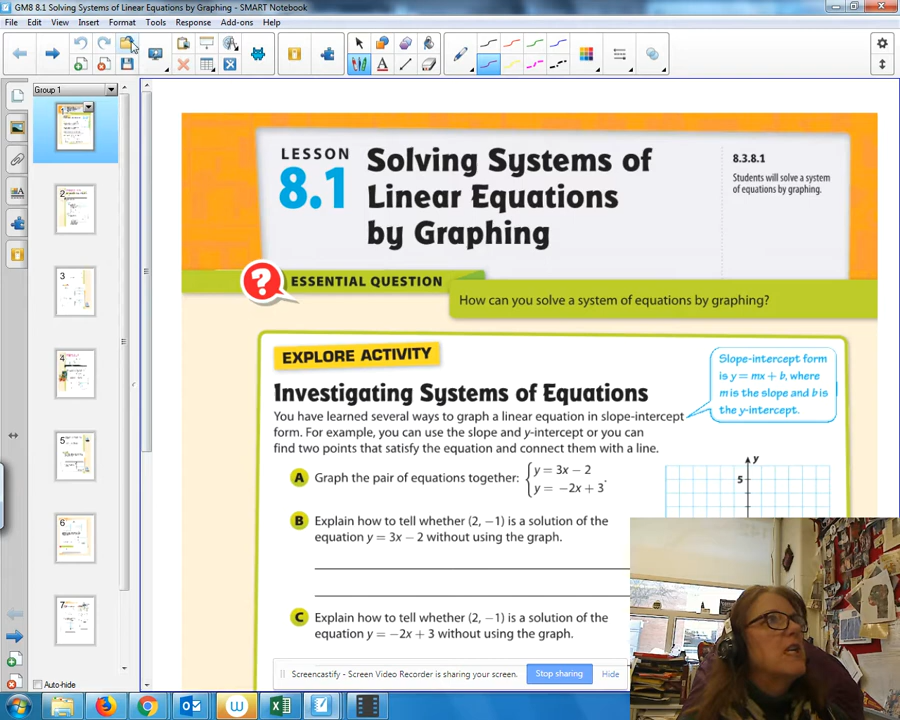 GM8 8.1 Solving Systems of Linear Equations by Graphing - SMART Notebook
File Edit View Insert Format Tools Response Add-ons Help
Group 1
1
2
3
4
5
6
7
Auto-hide
LESSON
8.1
Solving Systems of
Linear Equations
by Graphing
8.3.8.1
Students will solve a system
of equations by graphing.
?
ESSENTIAL QUESTION
How can you solve a system of equations by graphing?
EXPLORE ACTIVITY
Investigating Systems of Equations
You have learned several ways to graph a linear equation in slope-intercept
form. For example, you can use the slope and y-intercept or you can
find two points that satisfy the equation and connect them with a line.
Slope-intercept form
is y = mx + b, where
m is the slope and b is
the y-intercept.
A Graph the pair of equations together: { y = 3x − 2
y = −2x + 3 .
y
5
B Explain how to tell whether (2, −1) is a solution of the
equation y = 3x − 2 without using the graph.
C Explain how to tell whether (2, −1) is a solution of the
equation y = −2x + 3 without using the graph.
Screencastify - Screen Video Recorder is sharing your screen. Stop sharing Hide